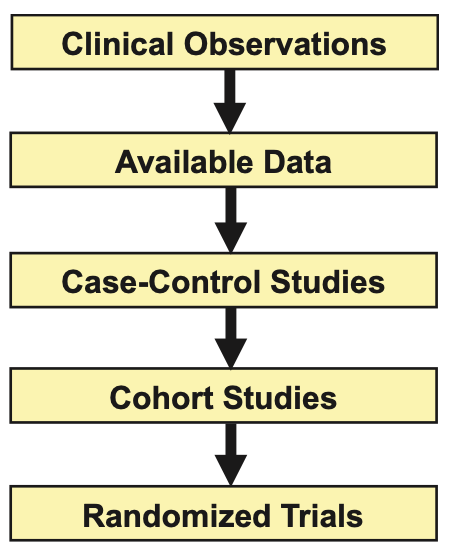 Clinical Observations
Available Data
Case-Control Studies
Cohort Studies
Randomized Trials